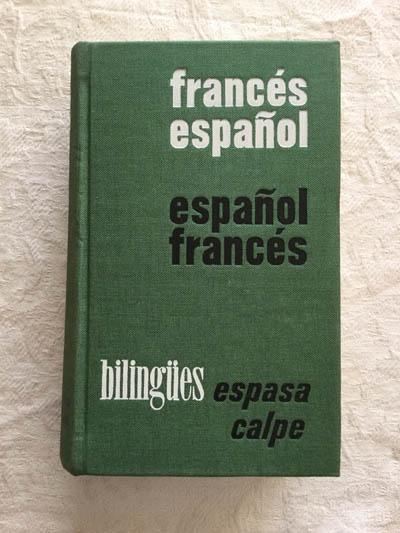 francés
español
español
francés
bilingües espasa
calpe